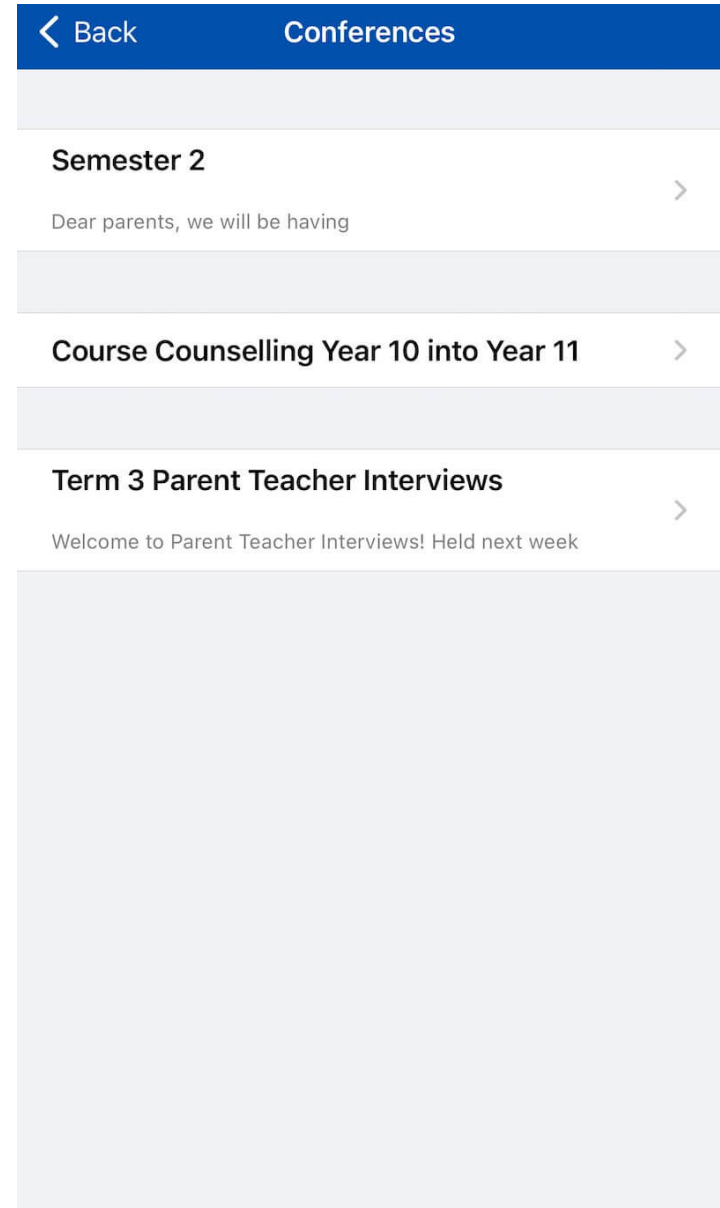 Back
Conferences
Semester 2
Dear parents, we will be having
Course Counselling Year 10 into Year 11
Term 3 Parent Teacher Interviews
Welcome to Parent Teacher Interviews! Held next week